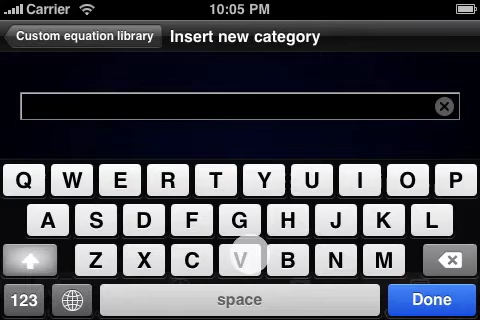 Carrier 10:05 PM
Custom equation library Insert new category
Q W E R T Y U I O P
A S D F G H J K L
Z X C V B N M
123 space Done